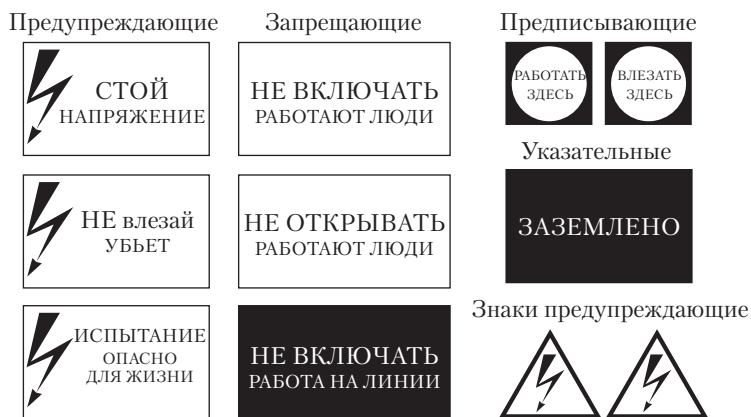 Предупреждающие
СТОЙ
НАПРЯЖЕНИЕ
НЕ влезай
УБЬЕТ
ИСПЫТАНИЕ
ОПАСНО
ДЛЯ ЖИЗНИ
Запрещающие
НЕ ВКЛЮЧАТЬ
РАБОТАЮТ ЛЮДИ
НЕ ОТКРЫВАТЬ
РАБОТАЮТ ЛЮДИ
НЕ ВКЛЮЧАТЬ
РАБОТА НА ЛИНИИ
Предписывающие
РАБОТАТЬ
ЗДЕСЬ
ВЛЕЗАТЬ
ЗДЕСЬ
Указательные
ЗАЗЕМЛЕНО
Знаки предупреждающие